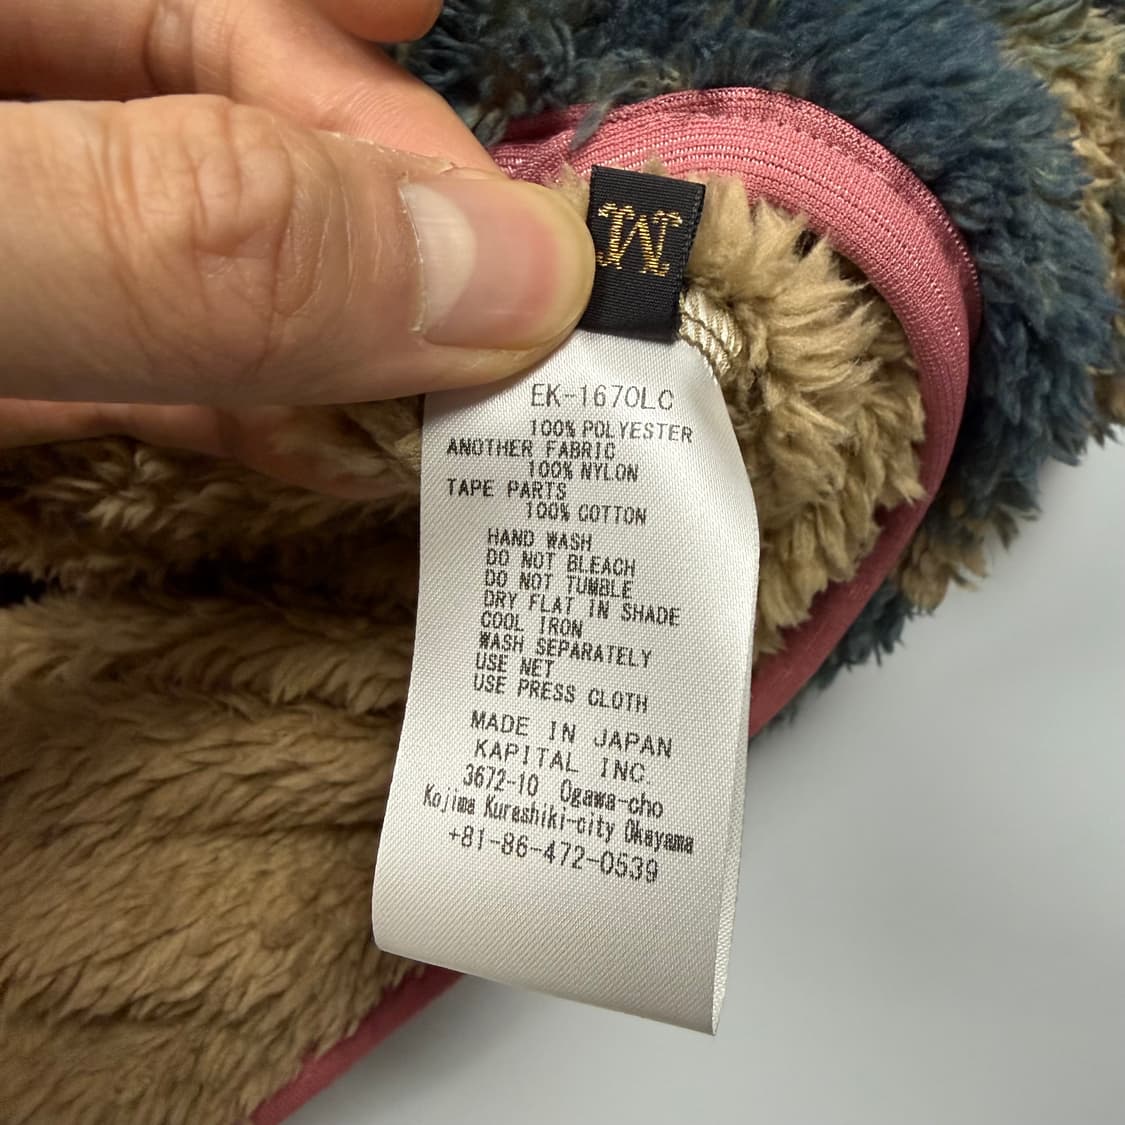 M
EK-1670LC
100% POLYESTER
ANOTHER FABRIC
100% NYLON
TAPE PARTS
100% COTTON
HAND WASH
DO NOT BLEACH
DO NOT TUMBLE
DRY FLAT IN SHADE
COOL IRON
WASH SEPARATELY
USE NET
USE PRESS CLOTH
MADE IN JAPAN
KAPITAL INC.
3672-10 Ogawa-cho
Kojima Kurashiki-city Okayama
+81-86-472-0539